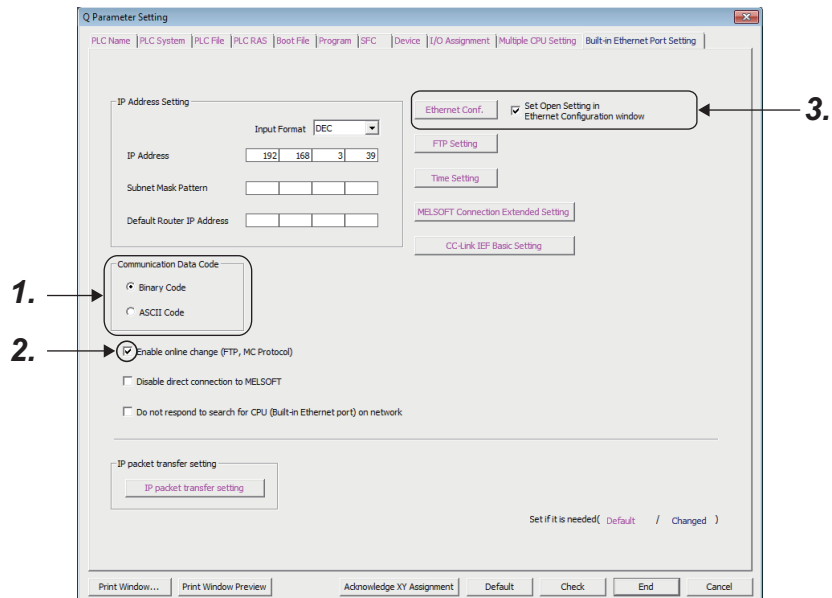 Q Parameter Setting
PLC Name PLC System PLC File PLC RAS Boot File Program SFC Device I/O Assignment Multiple CPU Setting Built-in Ethernet Port Setting
IP Address Setting
Input Format DEC
IP Address 192 168 3 39
Subnet Mask Pattern
Default Router IP Address
Ethernet Conf.
Set Open Setting in
Ethernet Configuration window
3.
FTP Setting
Time Setting
MELSOFT Connection Extended Setting
CC-Link IEF Basic Setting
1.
Communication Data Code
Binary Code
ASCII Code
2.
Enable online change (FTP, MC Protocol)
Disable direct connection to MELSOFT
Do not respond to search for CPU (Built-in Ethernet port) on network
IP packet transfer setting
IP packet transfer setting
Set if it is needed( Default / Changed )
Print Window... Print Window Preview Acknowledge XY Assignment Default Check End Cancel